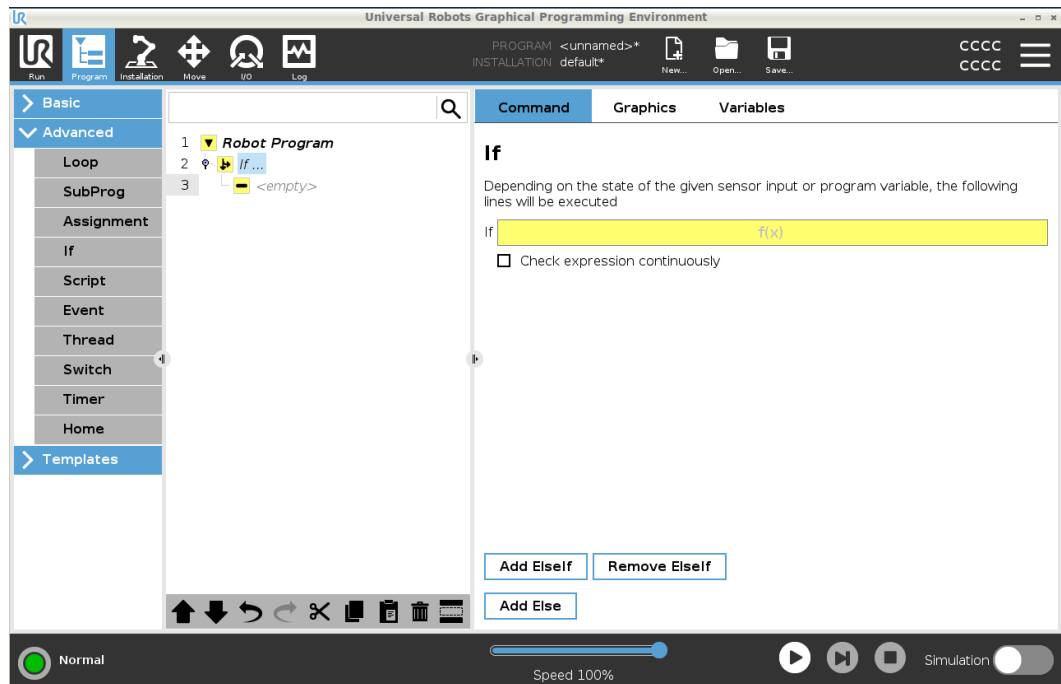 UR
Universal Robots Graphical Programming Environment
UR
Run
Program
Installation
Move
I/O
Log
PROGRAM <unnamed>*
INSTALLATION default*
New...
Open...
Save...
CCCC
CCCC
Basic
Advanced
Loop
SubProg
Assignment
If
Script
Event
Thread
Switch
Timer
Home
Templates
1 Robot Program
2 If ...
3 <empty>
Command
Graphics
Variables
If
Depending on the state of the given sensor input or program variable, the following
lines will be executed
If f(x)
Check expression continuously
Add ElseIf
Remove ElseIf
Add Else
Normal
Speed 100%
Simulation